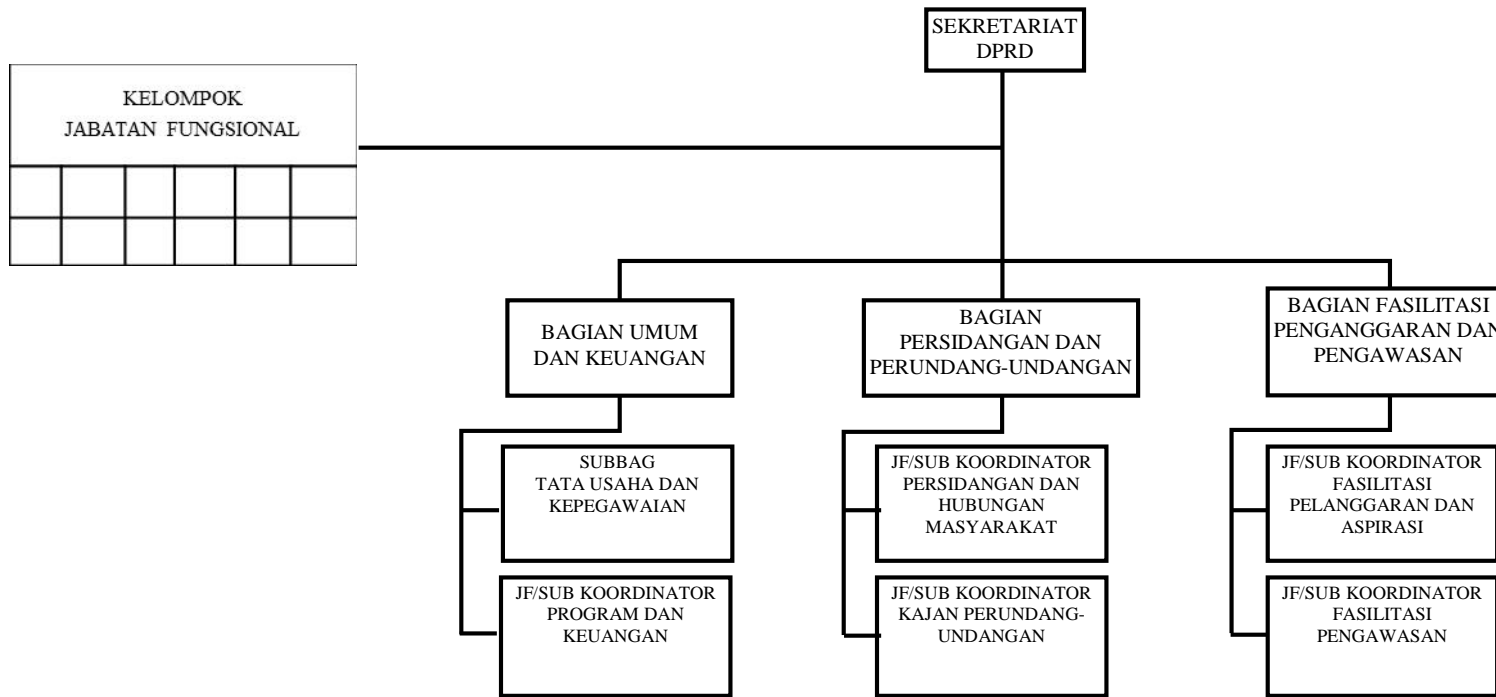 SEKRETARIAT
DPRD
KELOMPOK
JABATAN FUNGSIONAL
BAGIAN UMUM
DAN KEUANGAN
BAGIAN
PERSIDANGAN DAN
PERUNDANG-UNDANGAN
BAGIAN FASILITASI
PENGANGGARAN DAN
PENGAWASAN
SUBBAG
TATA USAHA DAN
KEPEGAWAIAN
JF/SUB KOORDINATOR
PERSIDANGAN DAN
HUBUNGAN
MASYARAKAT
JF/SUB KOORDINATOR
FASILITASI
PELANGGARAN DAN
ASPIRASI
JF/SUB KOORDINATOR
PROGRAM DAN
KEUANGAN
JF/SUB KOORDINATOR
KAJAN PERUNDANG-
UNDANGAN
JF/SUB KOORDINATOR
FASILITASI
PENGAWASAN